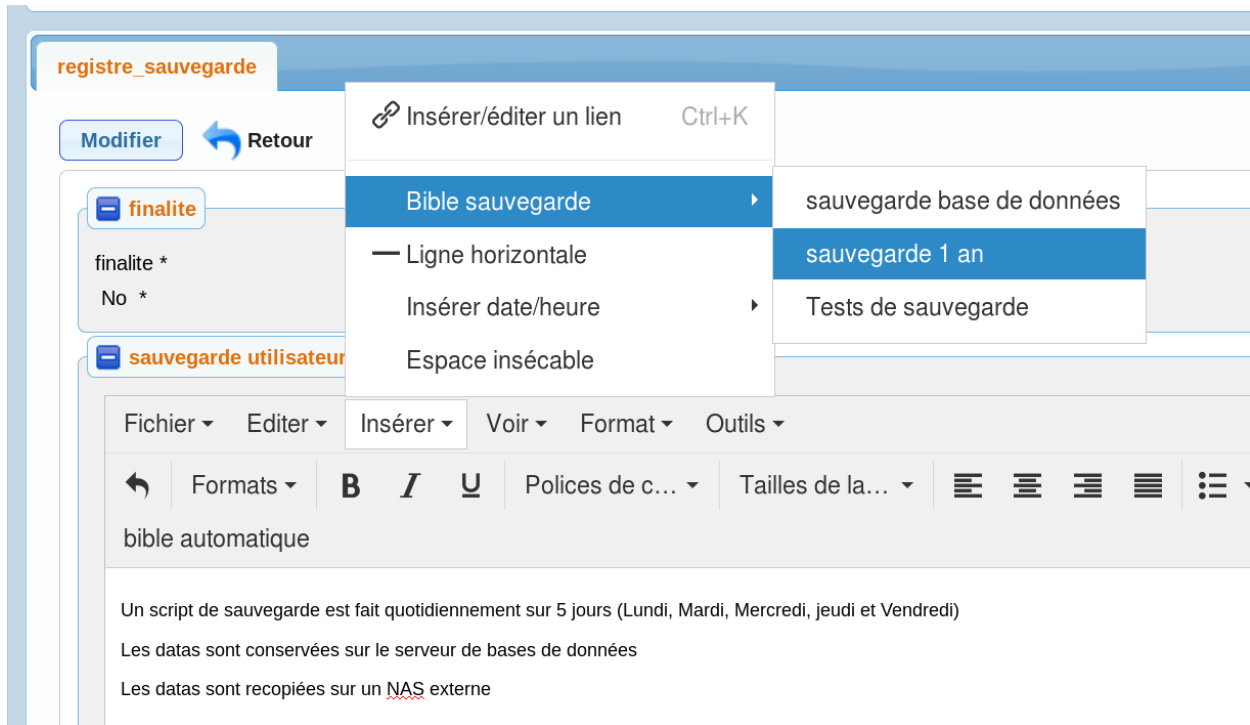 registre_sauvegarde
Insérer/éditer un lien Ctrl+K
Modifier Retour
Bible sauvegarde sauvegarde base de données
finalite
Ligne horizontale sauvegarde 1 an
finalite *
Insérer date/heure Tests de sauvegarde
No *
sauvegarde utilisateur Espace insécable
Fichier Editer Insérer Voir Format Outils
Formats B I U Polices de c... Tailles de la...
bible automatique
Un script de sauvegarde est fait quotidiennement sur 5 jours (Lundi, Mardi, Mercredi, jeudi et Vendredi)
Les datas sont conservées sur le serveur de bases de données
Les datas sont recopiées sur un NAS externe